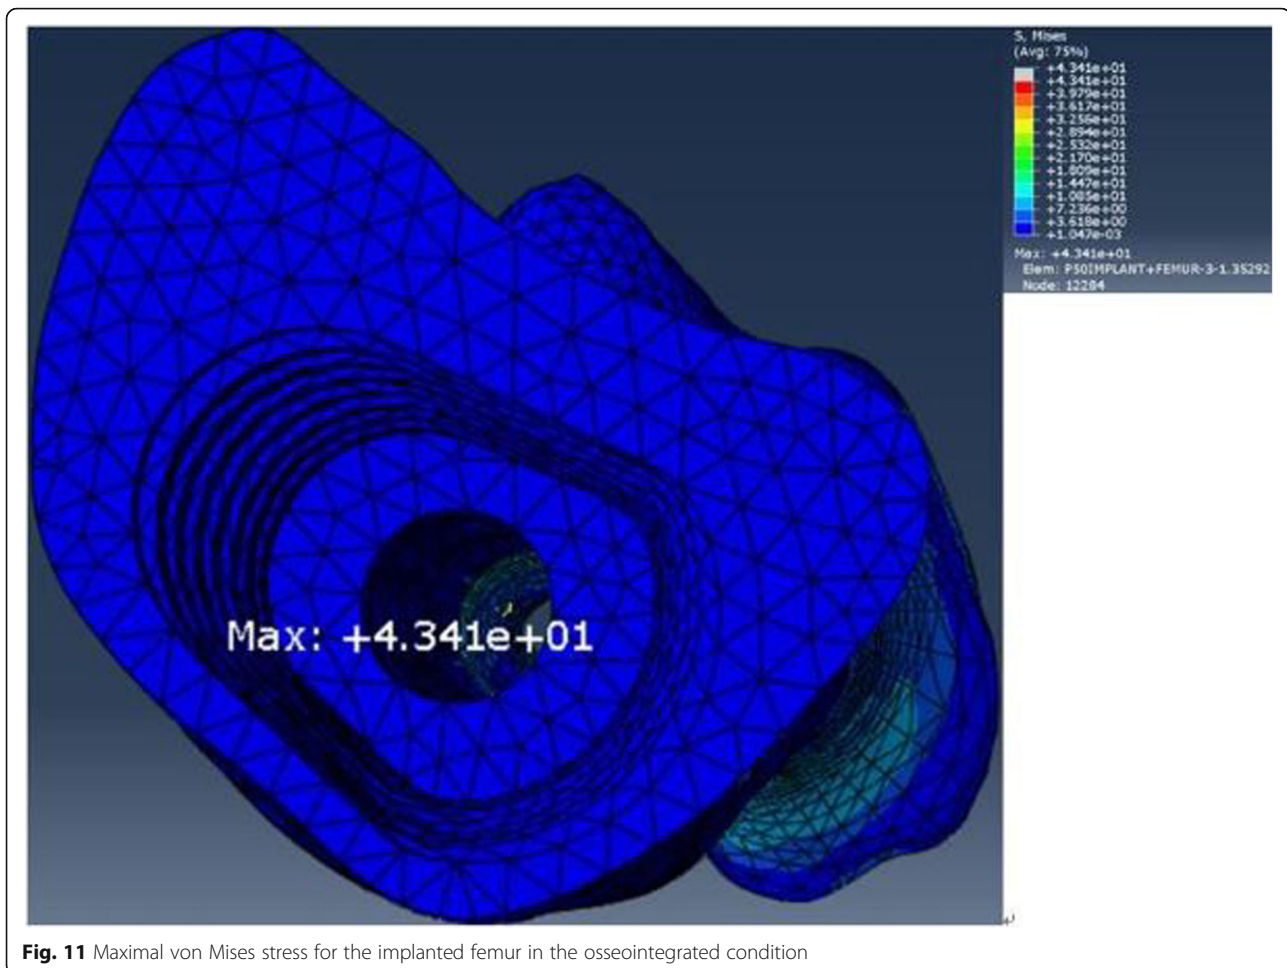 S, Mises
(Avg: 75%)
+4.341e+01
+4.341e+01
+3.979e+01
+3.617e+01
+3.256e+01
+2.894e+01
+2.532e+01
+2.170e+01
+1.809e+01
+1.447e+01
+1.085e+01
+7.236e+00
+3.618e+00
+1.047e-03
Max: +4.341e+01
Elem: P50IMPLANT+FEMUR-3-1.35292
Node: 12284
Max: +4.341e+01
Fig. 11 Maximal von Mises stress for the implanted femur in the osseointegrated condition